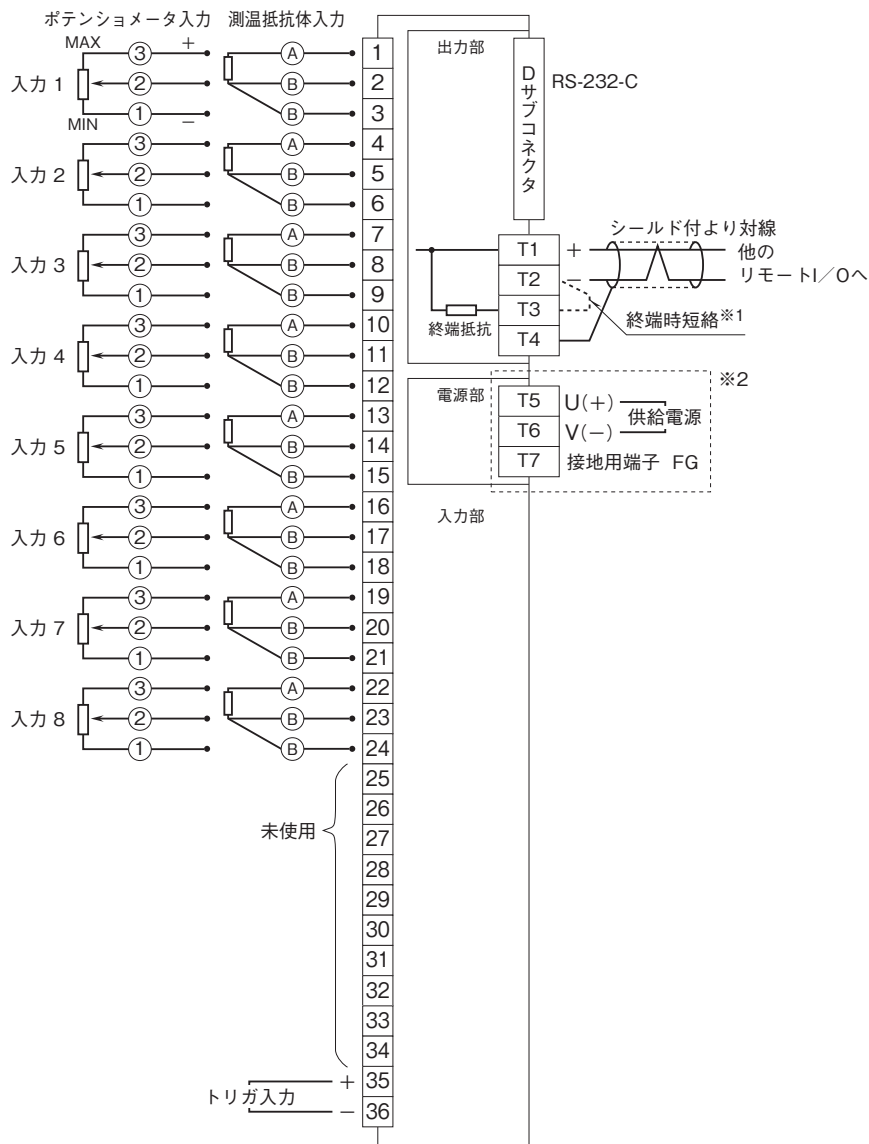 ポテンショメータ入力 測温抵抗体入力
MAX ③ + Ⓐ 1
入力 1 ② Ⓑ 2
MIN ① − Ⓑ 3
③ Ⓐ 4
入力 2 ② Ⓑ 5
① Ⓑ 6
③ Ⓐ 7
入力 3 ② Ⓑ 8
① Ⓑ 9
③ Ⓐ 10
入力 4 ② Ⓑ 11
① Ⓑ 12
③ Ⓐ 13
入力 5 ② Ⓑ 14
① Ⓑ 15
③ Ⓐ 16
入力 6 ② Ⓑ 17
① Ⓑ 18
③ Ⓐ 19
入力 7 ② Ⓑ 20
① Ⓑ 21
③ Ⓐ 22
入力 8 ② Ⓑ 23
① Ⓑ 24
25
26
未使用 27
28
29
30
31
32
33
34
+ 35
トリガ入力
− 36
出力部
Dサブコネクタ
RS-232-C
シールド付より対線
T1 + 他の
T2 − リモートI/Oへ
T3
終端抵抗 終端時短絡※1
T4
※2
電源部
T5 U(+)
供給電源
T6 V(−)
T7 接地用端子 FG
入力部